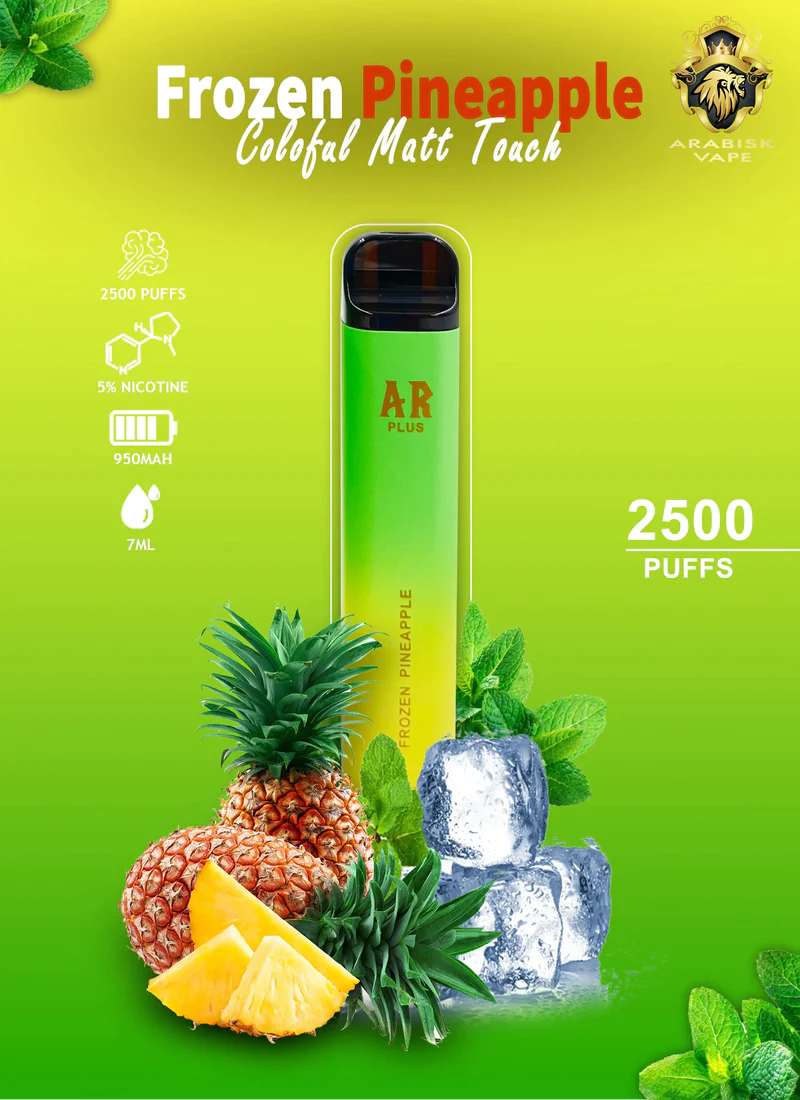 Frozen Pineapple
Coloful Matt Touch
ARABISK
VAPE
2500 PUFFS
H
N
N
5% NICOTINE
950MAH
7ML
AR
PLUS
FROZEN PINEAPPLE
2500
PUFFS